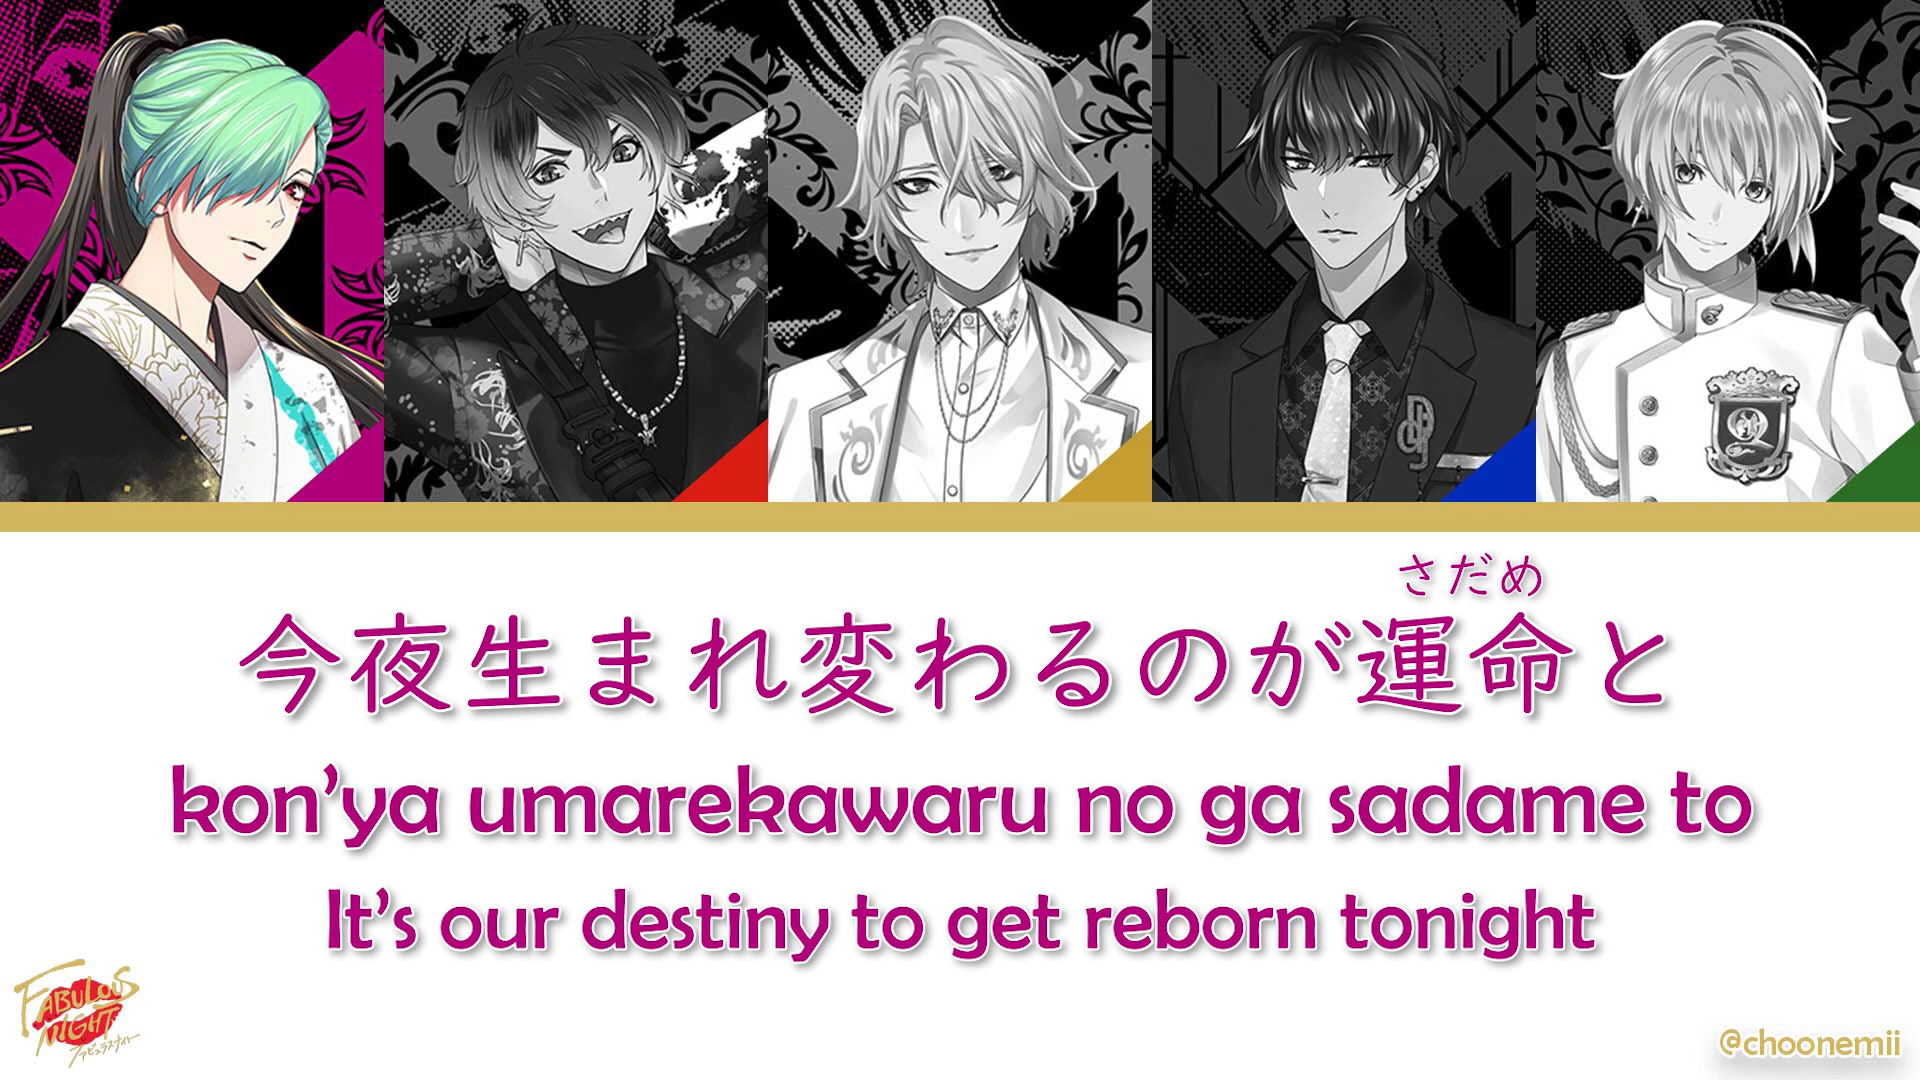 さだめ
今夜生まれ変わるのが運命と
kon'ya umarekawaru no ga sadame to
It's our destiny to get reborn tonight
FABULOUS
NIGHT
ファビュラスナイト
@choonemii